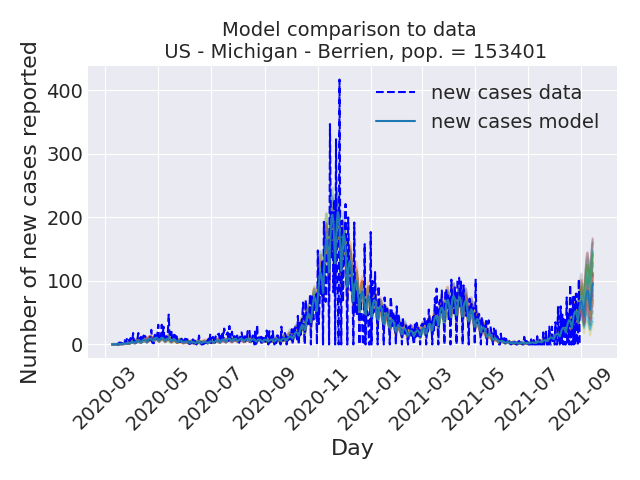 Model comparison to data
US - Michigan - Berrien, pop. = 153401
Number of new cases reported
400
300
200
100
0
new cases data
new cases model
2020-03
2020-05
2020-07
2020-09
2020-11
2021-01
2021-03
2021-05
2021-07
2021-09
Day